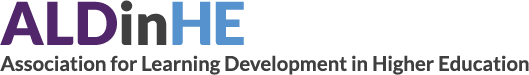 ALDinHE
Association for Learning Development in Higher Education